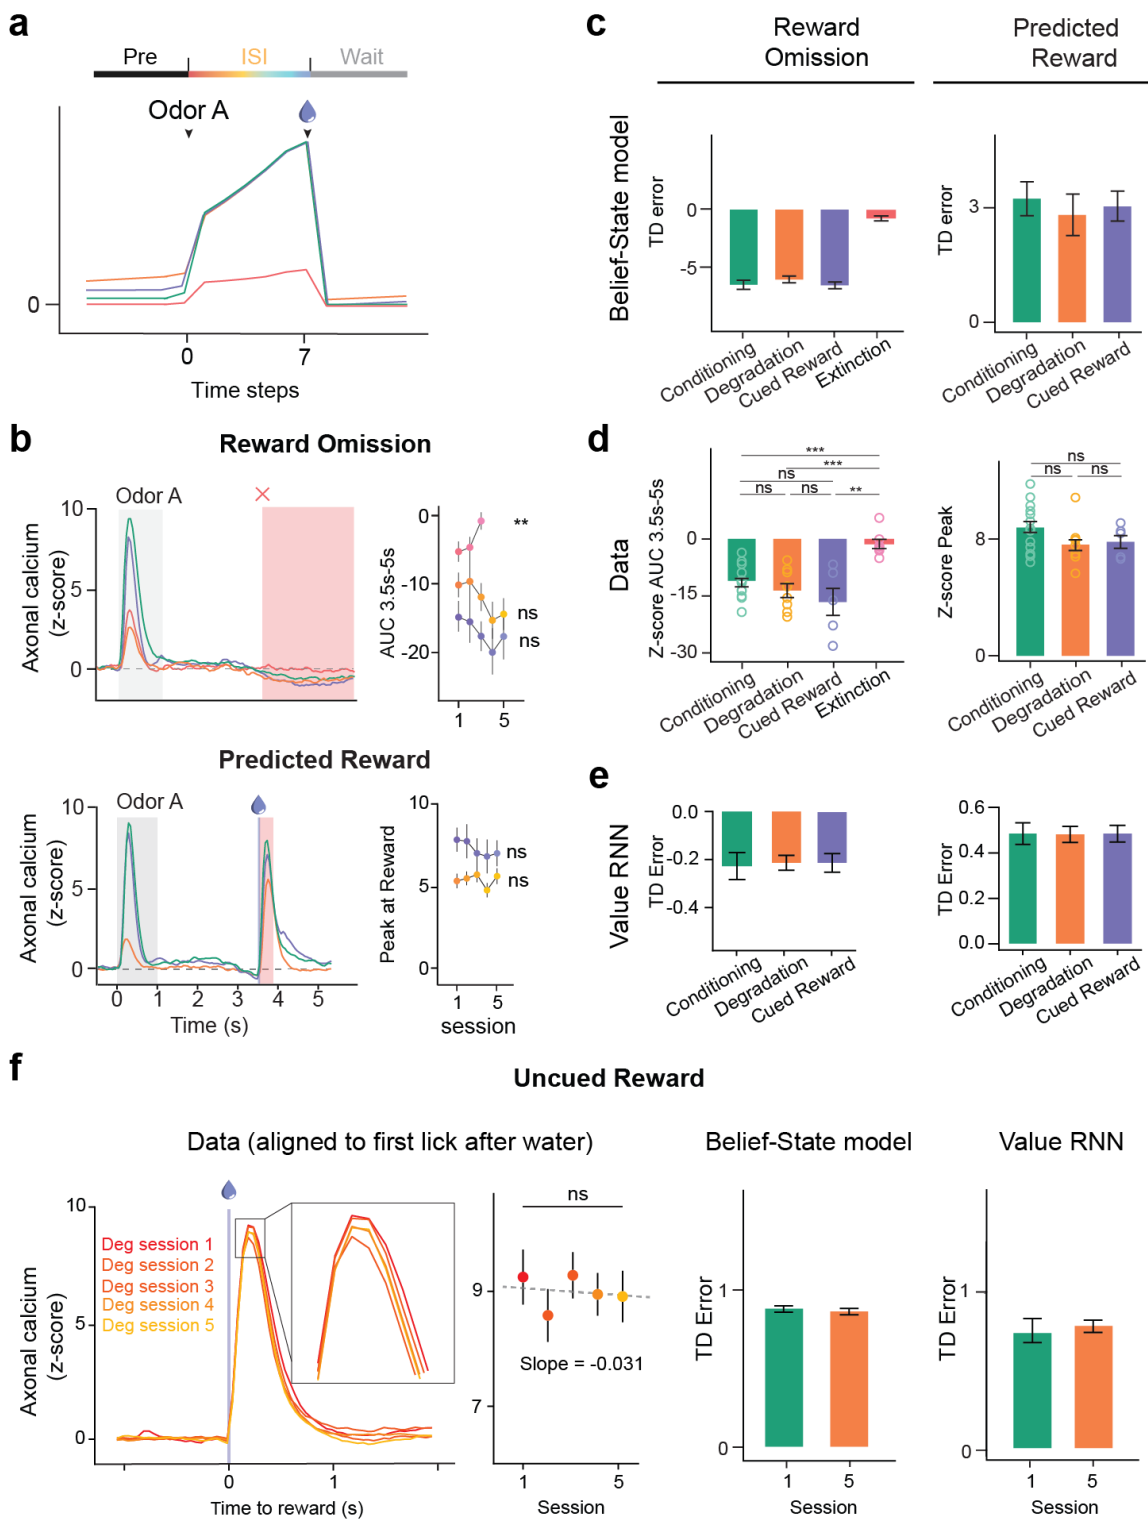 a
Pre ISI Wait
Odor A
0
0 7
Time steps
b
Reward Omission
Odor A
10
5
0
Axonal calcium
(z-score)
0
-10
-20
AUC 3.5s-5s
**
ns
ns
1 5
Predicted Reward
Odor A
10
5
0
Axonal calcium
(z-score)
0 1 2 3 4 5
Time (s)
10
5
0
Peak at Reward
ns
ns
1 5
session
c
Reward
Omission
Predicted
Reward
Belief-State model
TD error
0
-5
Conditioning
Degradation
Cued Reward
Extinction
TD error
3
0
Conditioning
Degradation
Cued Reward
d
Data
Z-score AUC 3.5s-5s
0
-15
-30
***
***
ns
ns ns **
Conditioning
Degradation
Cued Reward
Extinction
Z-score Peak
8
0
ns
ns ns
Conditioning
Degradation
Cued Reward
e
Value RNN
TD Error
0.0
-0.2
-0.4
Conditioning
Degradation
Cued Reward
TD Error
0.6
0.4
0.2
0.0
Conditioning
Degradation
Cued Reward
f
Uncued Reward
Data (aligned to first lick after water)
Belief-State model
Value RNN
Axonal calcium
(z-score)
10
5
0
Deg session 1
Deg session 2
Deg session 3
Deg session 4
Deg session 5
0 1
Time to reward (s)
ns
9
7
Slope = -0.031
1 5
Session
TD Error
1
0
1 5
Session
TD Error
1
0
1 5
Session